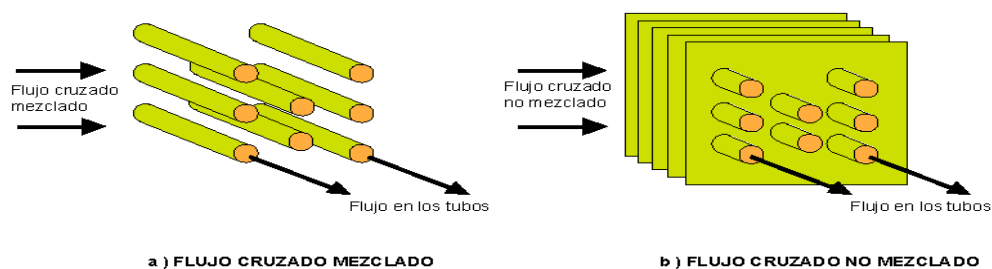 Flujo cruzado
mezclado
Flujo en los tubos
a ) FLUJO CRUZADO MEZCLADO
Flujo cruzado
no mezclado
Flujo en los tubos
b ) FLUJO CRUZADO NO MEZCLADO